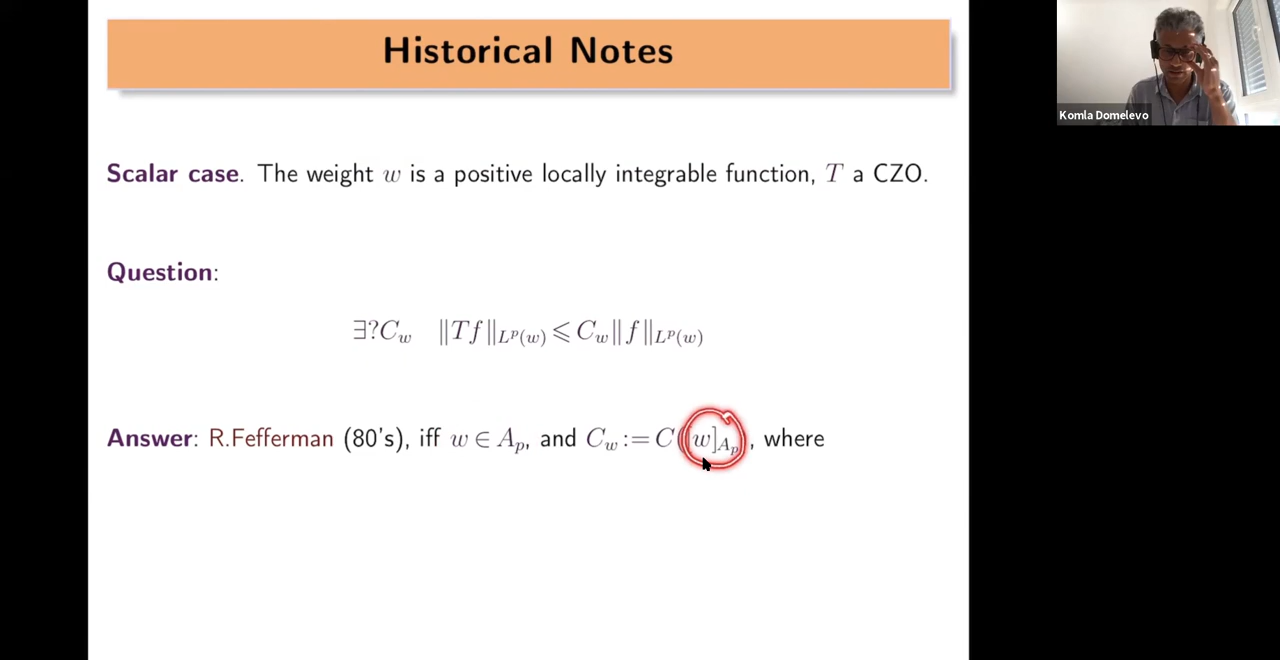 Historical Notes
Komla Domelevo
Scalar case. The weight w is a positive locally integrable function, T a CZO.
Question:
∃?C_w ‖Tf‖_{L^p(w)} ⩽ C_w‖f‖_{L^p(w)}
Answer: R.Fefferman (80's), iff w ∈ A_p, and C_w := C([w]_{A_p}), where